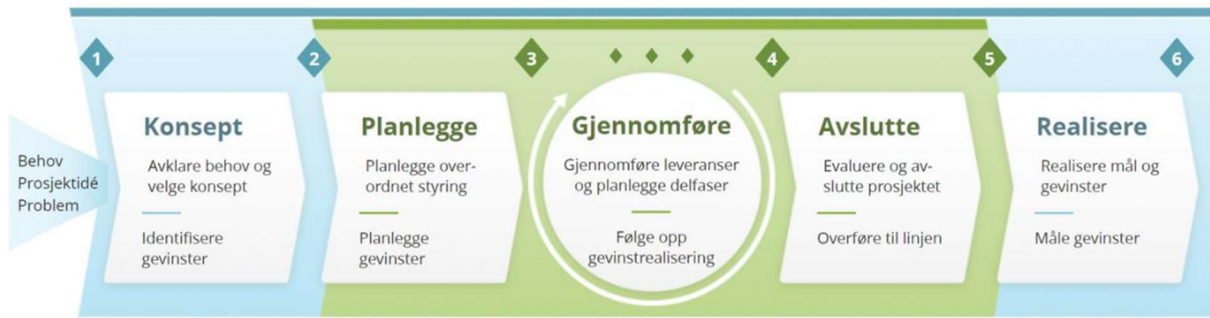 1
2
3
4
5
6
Behov
Prosjektidé
Problem
Konsept
Avklare behov og
velge konsept
Identifisere
gevinster
Planlegge
Planlegge over-
ordnet styring
Planlegge
gevinster
Gjennomføre
Gjennomføre leveranser
og planlegge delfaser
Følge opp
gevinstrealisering
Avslutte
Evaluere og av-
slutte prosjektet
Overføre til linjen
Realisere
Realisere mål og
gevinster
Måle gevinster